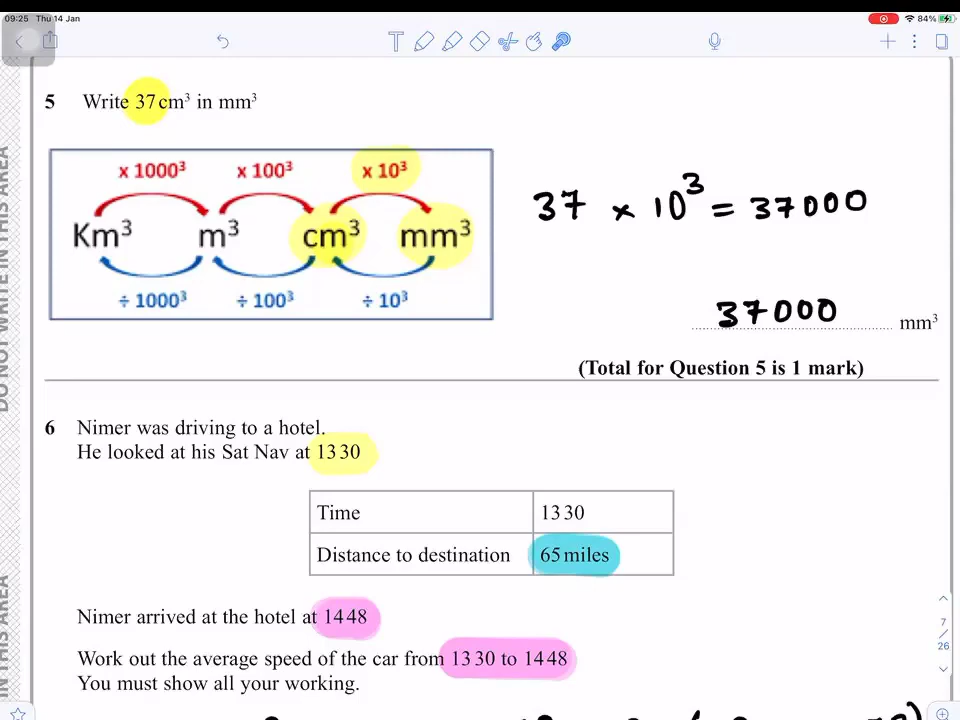 09:25 Thu 14 Jan
84%
5 Write 37cm³ in mm³
x 1000³ x 100³ x 10³
Km³ m³ cm³ mm³
÷ 1000³ ÷ 100³ ÷ 10³
37 × 10³ = 37000
37000 mm³
(Total for Question 5 is 1 mark)
DO NOT WRITE IN THIS AREA
6 Nimer was driving to a hotel.
He looked at his Sat Nav at 13 30
Time 13 30
Distance to destination 65 miles
Nimer arrived at the hotel at 14 48
Work out the average speed of the car from 13 30 to 14 48
You must show all your working.
IN THIS AREA
7
/
26